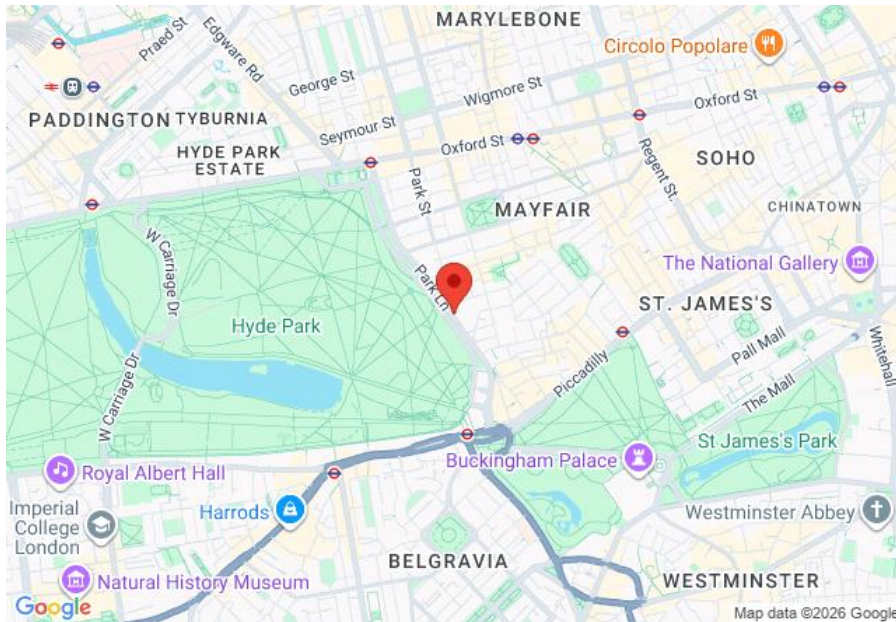 MARYLEBONE
Circolo Popolare
Praed St
Edgware Rd
George St
Wigmore St
Oxford St
PADDINGTON
TYBURNIA
Seymour St
Oxford St
HYDE PARK
ESTATE
Regent St.
SOHO
Park St
MAYFAIR
CHINATOWN
W Carriage Dr
The National Gallery
Park Ln
ST. JAMES'S
Hyde Park
Pall Mall
Whitehall
Piccadilly
The Mall
W Carriage Dr
St James's Park
Royal Albert Hall
Buckingham Palace
Imperial
College
London
Harrods
Westminster Abbey
BELGRAVIA
Natural History Museum
WESTMINSTER
Google
Map data ©2026 Google